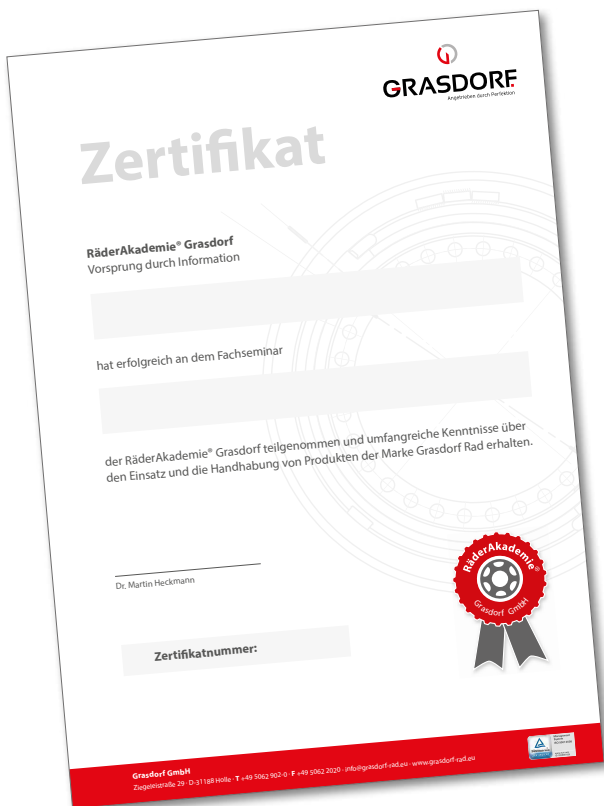 GRASDORF
Angetrieben durch Perfektion
Zertifikat
RäderAkademie® Grasdorf
Vorsprung durch Information
hat erfolgreich an dem Fachseminar
der RäderAkademie® Grasdorf teilgenommen und umfangreiche Kenntnisse über
den Einsatz und die Handhabung von Produkten der Marke Grasdorf Rad erhalten.
Dr. Martin Heckmann
RäderAkademie®
Grasdorf GmbH
Zertifikatnummer:
Grasdorf GmbH
Ziegeleistraße 29 · D-31188 Holle · T +49 5062 902-0 · F +49 5062 2020 · info@grasdorf-rad.eu · www.grasdorf-rad.eu